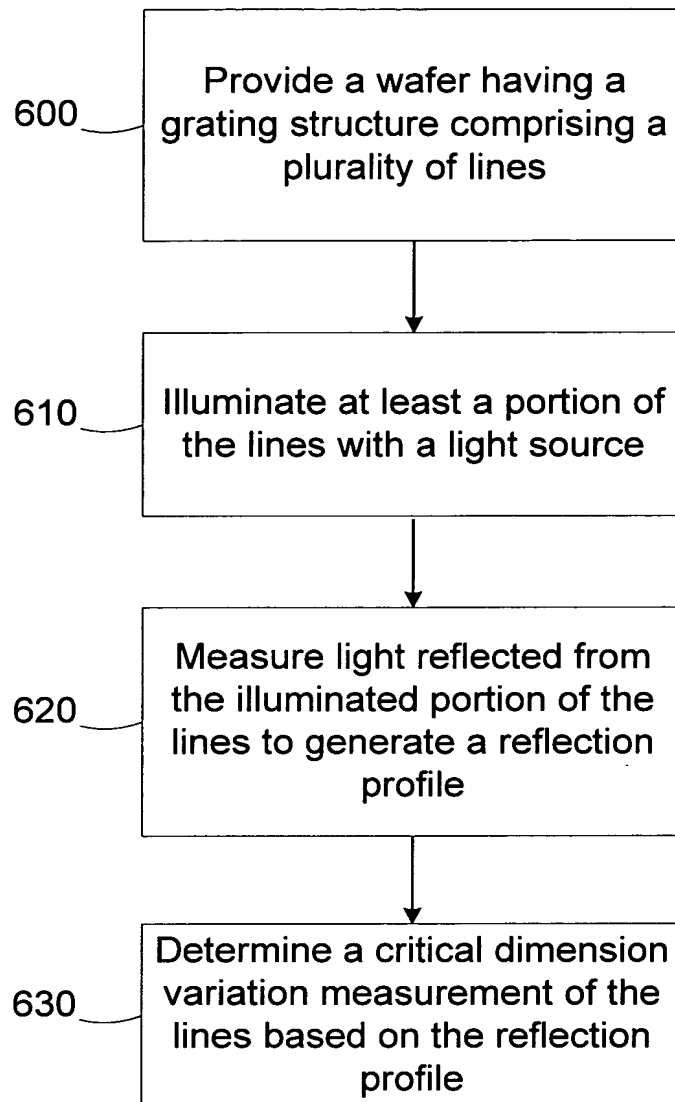 600
Provide a wafer having a
grating structure comprising a
plurality of lines
610
Illuminate at least a portion of
the lines with a light source
620
Measure light reflected from
the illuminated portion of the
lines to generate a reflection
profile
630
Determine a critical dimension
variation measurement of the
lines based on the reflection
profile